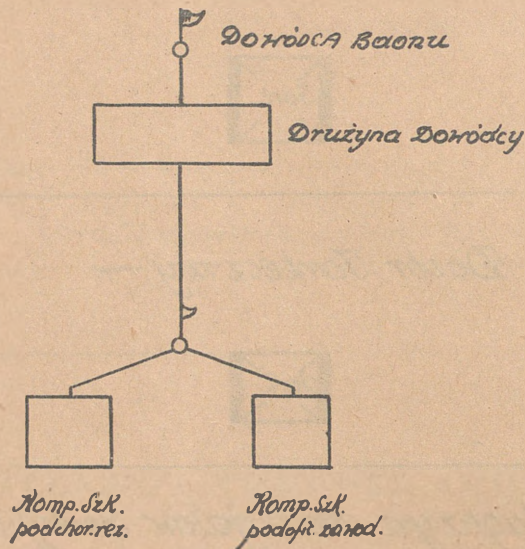 Dowódca Baonu
Drużyna Dowódcy
Komp. Szk.
podchor. rez.
Komp. Szk.
podofic. zawod.